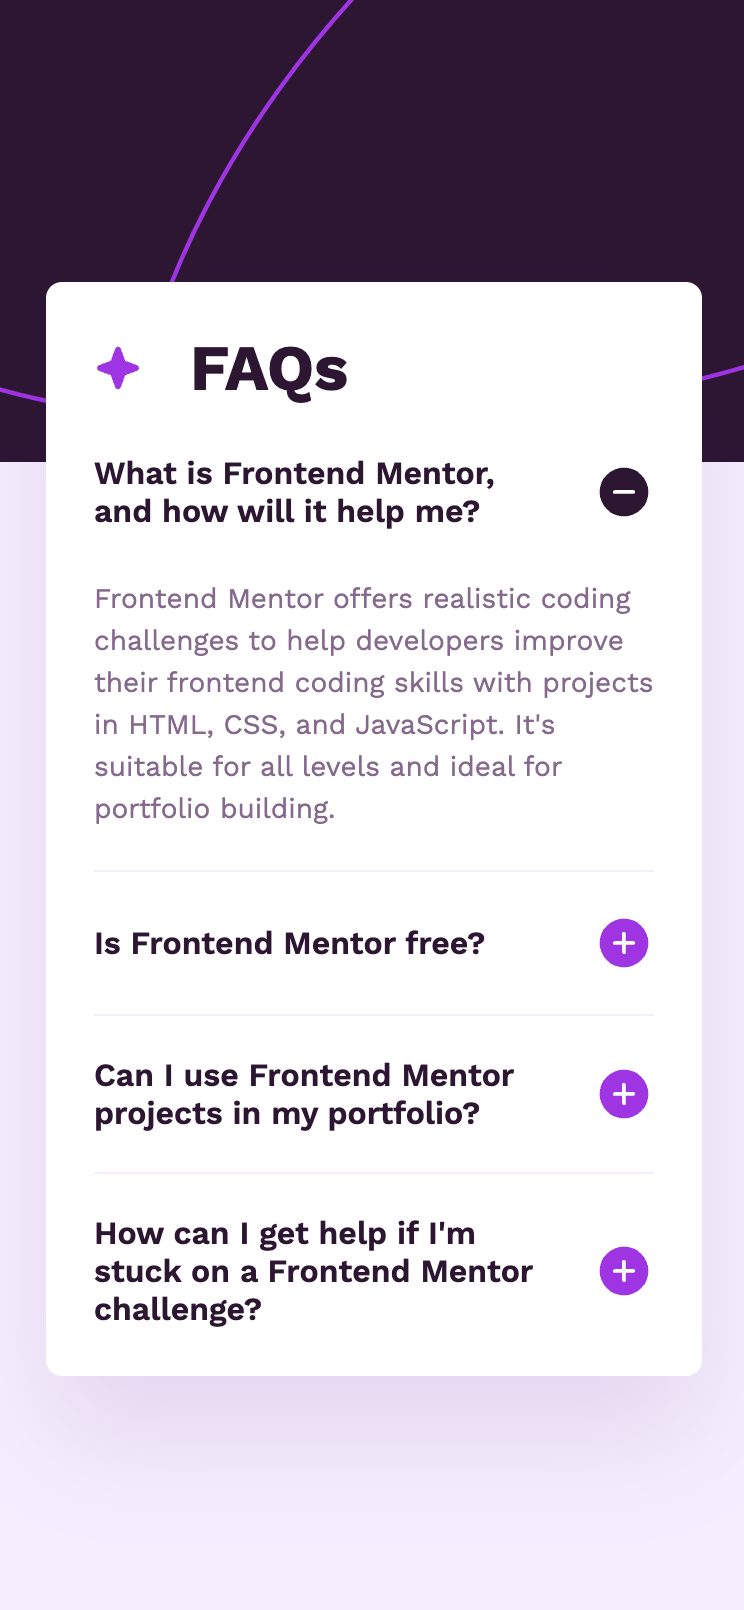 FAQs
What is Frontend Mentor,
and how will it help me?
Frontend Mentor offers realistic coding
challenges to help developers improve
their frontend coding skills with projects
in HTML, CSS, and JavaScript. It's
suitable for all levels and ideal for
portfolio building.
Is Frontend Mentor free?
Can I use Frontend Mentor
projects in my portfolio?
How can I get help if I'm
stuck on a Frontend Mentor
challenge?